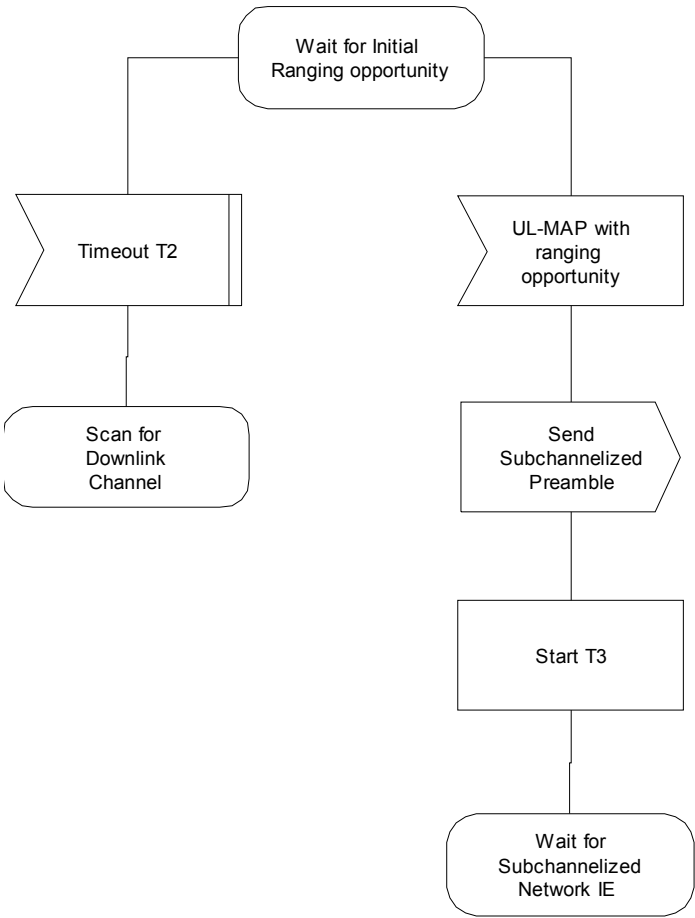 Wait for Initial
Ranging opportunity
Timeout T2
UL-MAP with
ranging
opportunity
Scan for
Downlink
Channel
Send
Subchannelized
Preamble
Start T3
Wait for
Subchannelized
Network IE